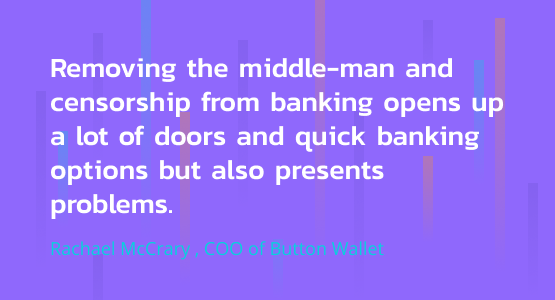 Removing the middle-man and
censorship from banking opens up
a lot of doors and quick banking
options but also presents
problems.
Rachael McCrary , COO of Button Wallet